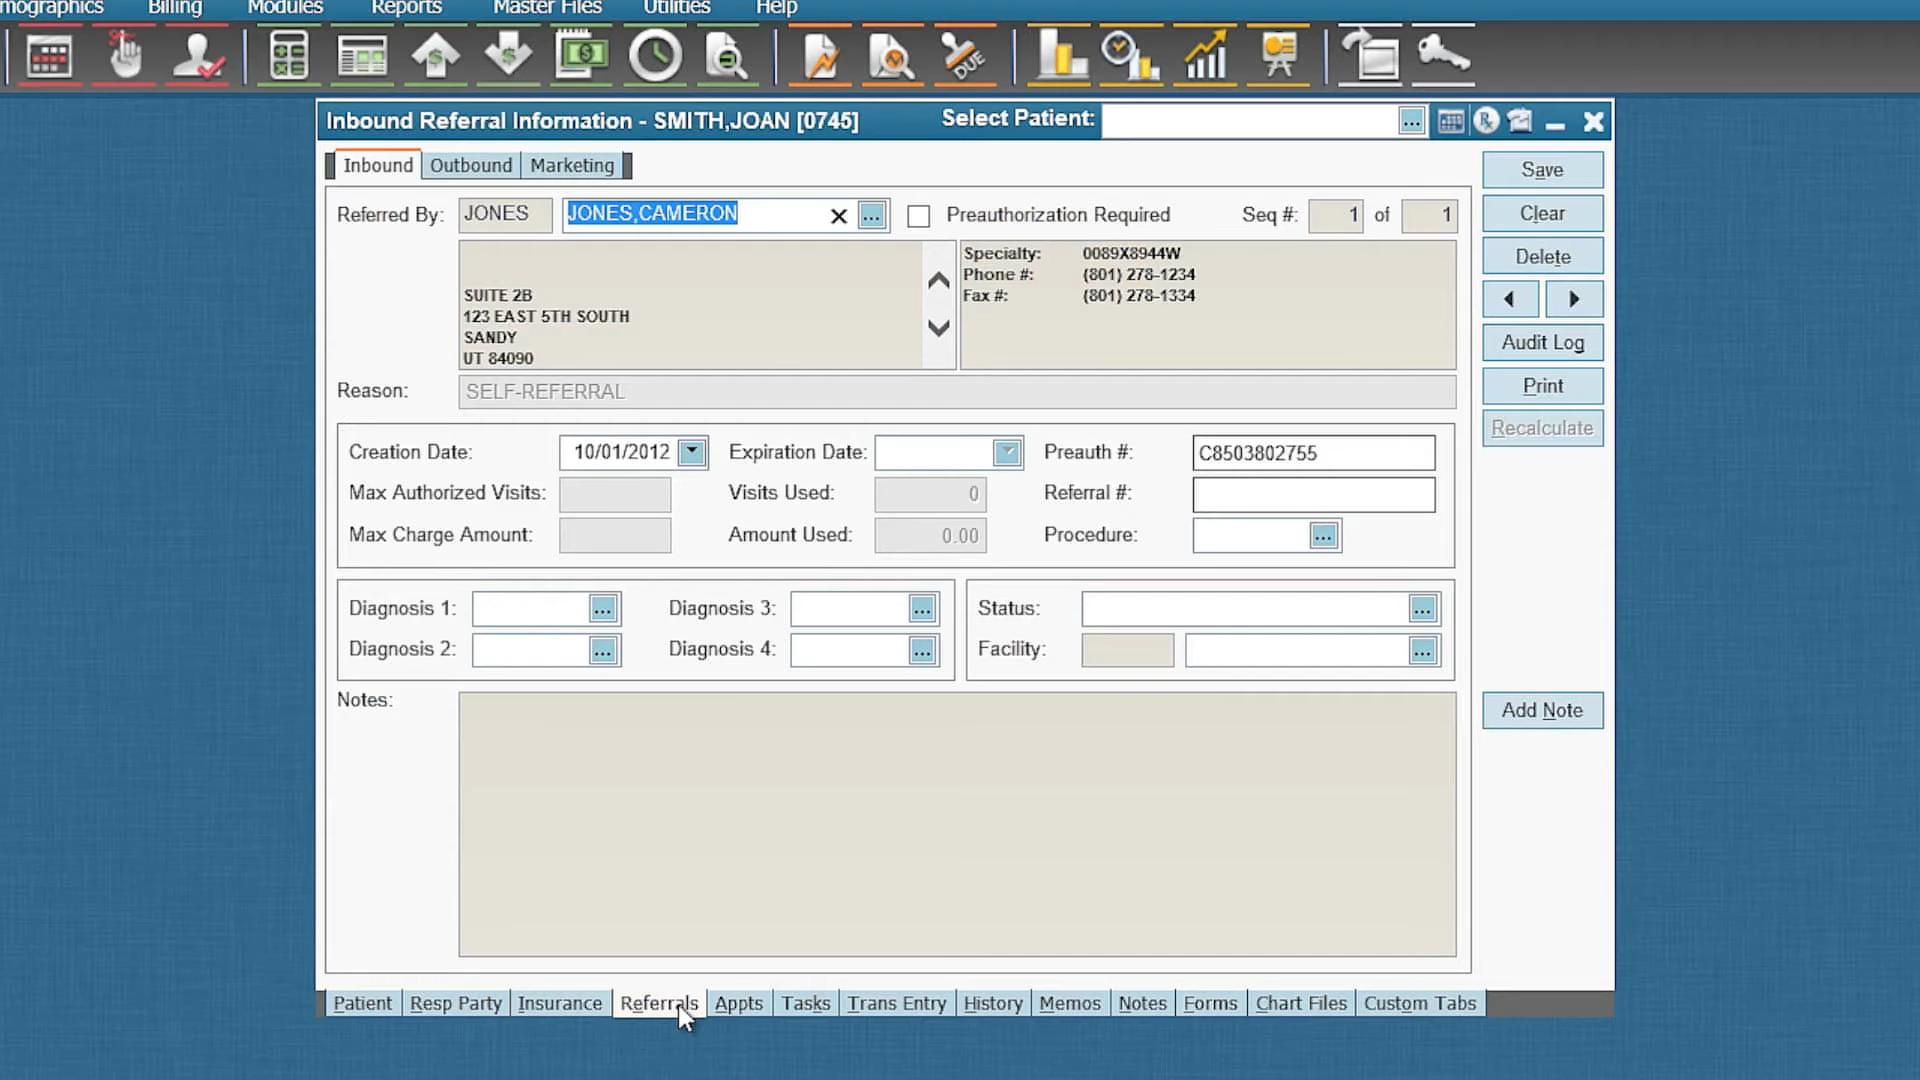 mographics Billing Modules Reports Master Files Utilities Help
DUE
Inbound Referral Information - SMITH,JOAN [0745] Select Patient: ...
Inbound Outbound Marketing
Save
Referred By: JONES JONES,CAMERON ... Preauthorization Required Seq #: 1 of 1
Clear
Specialty: 0089X8944W
Delete
Phone #: (801) 278-1234
SUITE 2B
Fax #: (801) 278-1334
123 EAST 5TH SOUTH
SANDY
Audit Log
UT 84090
Reason: SELF-REFERRAL
Print
Recalculate
Creation Date: 10/01/2012 Expiration Date: Preauth #: C8503802755
Max Authorized Visits: Visits Used: 0 Referral #:
Max Charge Amount: Amount Used: 0.00 Procedure: ...
Diagnosis 1: ... Diagnosis 3: ... Status: ...
Diagnosis 2: ... Diagnosis 4: ... Facility: ...
Notes:
Add Note
Patient Resp Party Insurance Referrals Appts Tasks Trans Entry History Memos Notes Forms Chart Files Custom Tabs